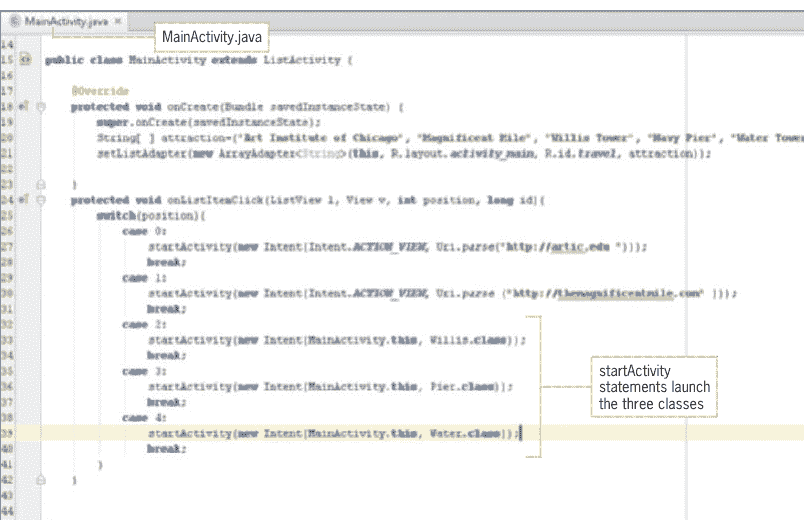 MainActivity.java
MainActivity.java
14
15 public class MainActivity extends ListActivity {
16
17 @Override
18 protected void onCreate(Bundle savedInstanceState) {
19 super.onCreate(savedInstanceState);
20 String[ ] attraction={"Art Institute of Chicago", "Magnificent Mile", "Willis Tower", "Navy Pier", "Water Tower
21 setListAdapter(new ArrayAdapter<String>(this, R.layout.activity_main, R.id.travel, attraction));
22
23 }
24 protected void onListItemClick(ListView l, View v, int position, long id){
25 switch(position){
26 case 0:
27 startActivity(new Intent(Intent.ACTION_VIEW, Uri.parse("http://artic.edu ")));
28 break;
29 case 1:
30 startActivity(new Intent(Intent.ACTION_VIEW, Uri.parse ("http://themagnificentmile.com" )));
31 break;
32 case 2:
33 startActivity(new Intent(MainActivity.this, Willis.class));
34 break;
35 case 3:
36 startActivity(new Intent(MainActivity.this, Pier.class));
37 break;
38 case 4:
39 startActivity(new Intent(MainActivity.this, Water.class));
40 break;
41 }
42 }
43
44
startActivity
statements launch
the three classes